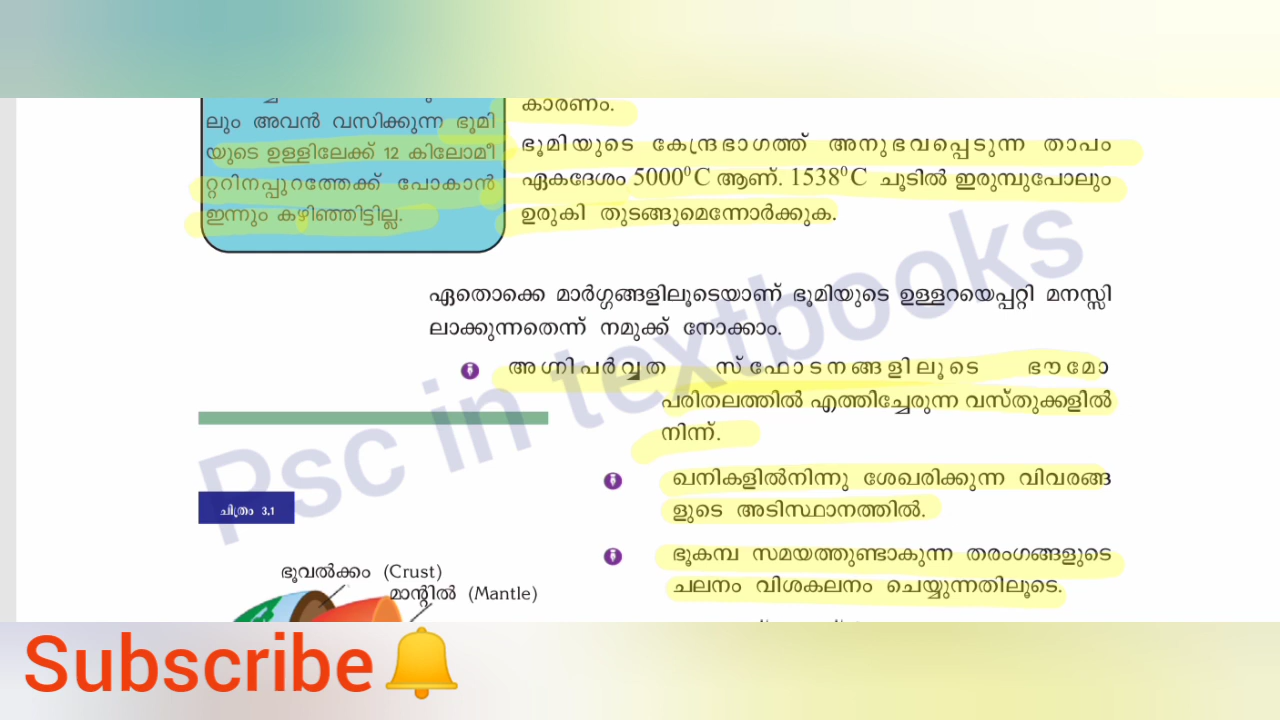 ലും അവൻ വസിക്കുന്ന ഭൂമി
യുടെ ഉള്ളിലേക്ക് 12 കിലോമീ
റ്ററിനപ്പുറത്തേക്ക് പോകാൻ
ഇന്നും കഴിഞ്ഞിട്ടില്ല.
കാരണം.
ഭൂമിയുടെ കേന്ദ്രഭാഗത്ത് അനുഭവപ്പെടുന്ന താപം
ഏകദേശം 5000⁰C ആണ്. 1538⁰C ചൂടിൽ ഇരുമ്പുപോലും
ഉരുകി തുടങ്ങുമെന്നോർക്കുക.
ഏതൊക്കെ മാർഗ്ഗങ്ങളിലൂടെയാണ് ഭൂമിയുടെ ഉള്ളറയെപ്പറ്റി മനസ്സി
ലാക്കുന്നതെന്ന് നമുക്ക് നോക്കാം.
അഗ്നിപർവ്വത സ്ഫോടനങ്ങളിലൂടെ ഭൗമോ
പരിതലത്തിൽ എത്തിച്ചേരുന്ന വസ്തുക്കളിൽ
നിന്ന്.
ഖനികളിൽനിന്നു ശേഖരിക്കുന്ന വിവരങ്ങ
ളുടെ അടിസ്ഥാനത്തിൽ.
ഭൂകമ്പ സമയത്തുണ്ടാകുന്ന തരംഗങ്ങളുടെ
ചലനം വിശകലനം ചെയ്യുന്നതിലൂടെ.
ചിത്രം 3.1
ഭൂവൽക്കം (Crust)
മാന്റിൽ (Mantle)
Psc in textbooks
Subscribe